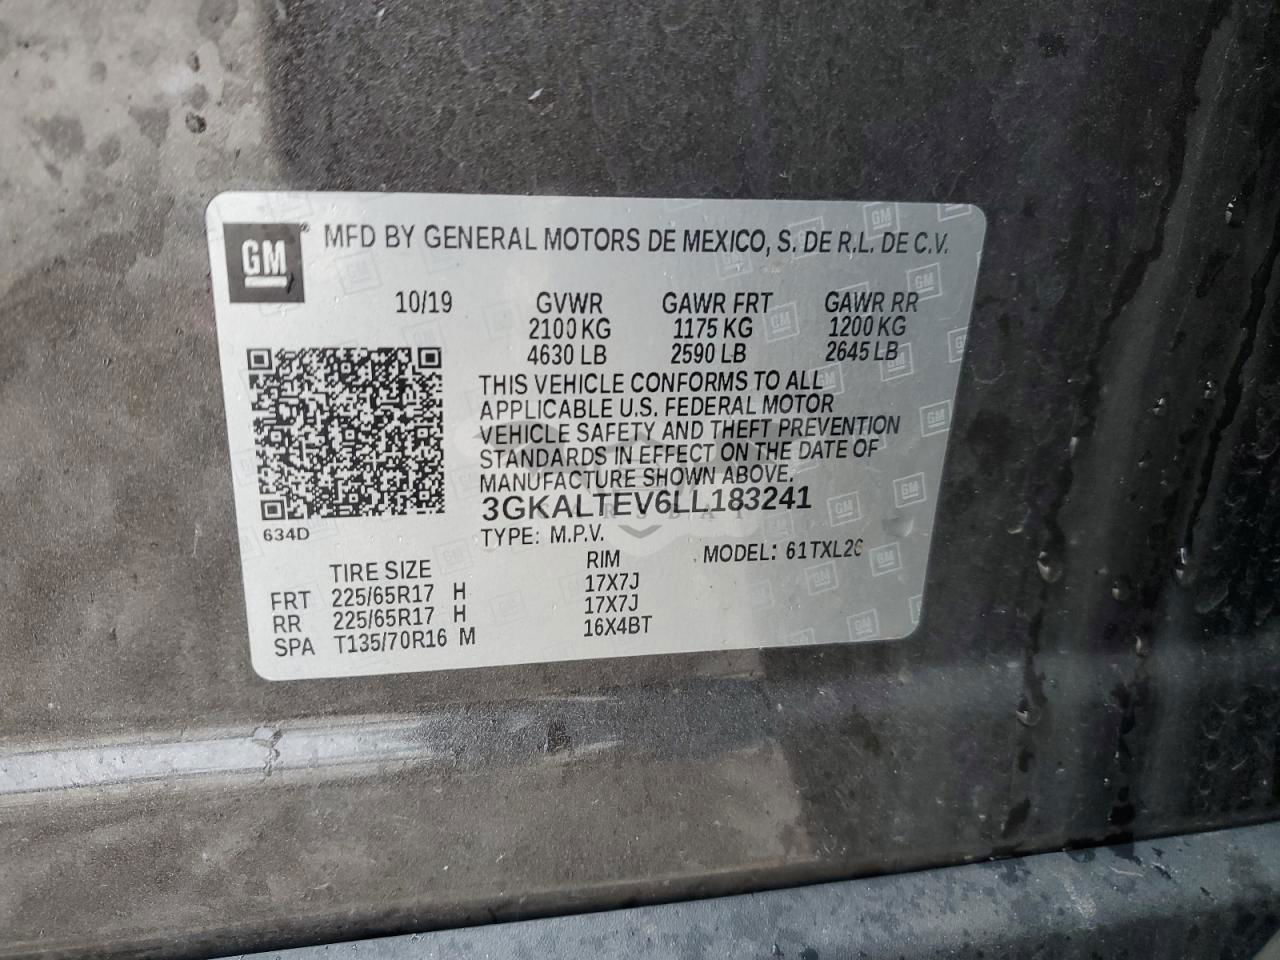 GM ® MFD BY GENERAL MOTORS DE MEXICO, S. DE R.L. DE C.V.
10/19 GVWR GAWR FRT GAWR RR
2100 KG 1175 KG 1200 KG
4630 LB 2590 LB 2645 LB
THIS VEHICLE CONFORMS TO ALL
APPLICABLE U.S. FEDERAL MOTOR
VEHICLE SAFETY AND THEFT PREVENTION
STANDARDS IN EFFECT ON THE DATE OF
MANUFACTURE SHOWN ABOVE.
3GKALTEV6LL183241
634D
TYPE: M.P.V. MODEL: 61TXL26
TIRE SIZE RIM
FRT 225/65R17 H 17X7J
RR 225/65R17 H 17X7J
SPA T135/70R16 M 16X4BT